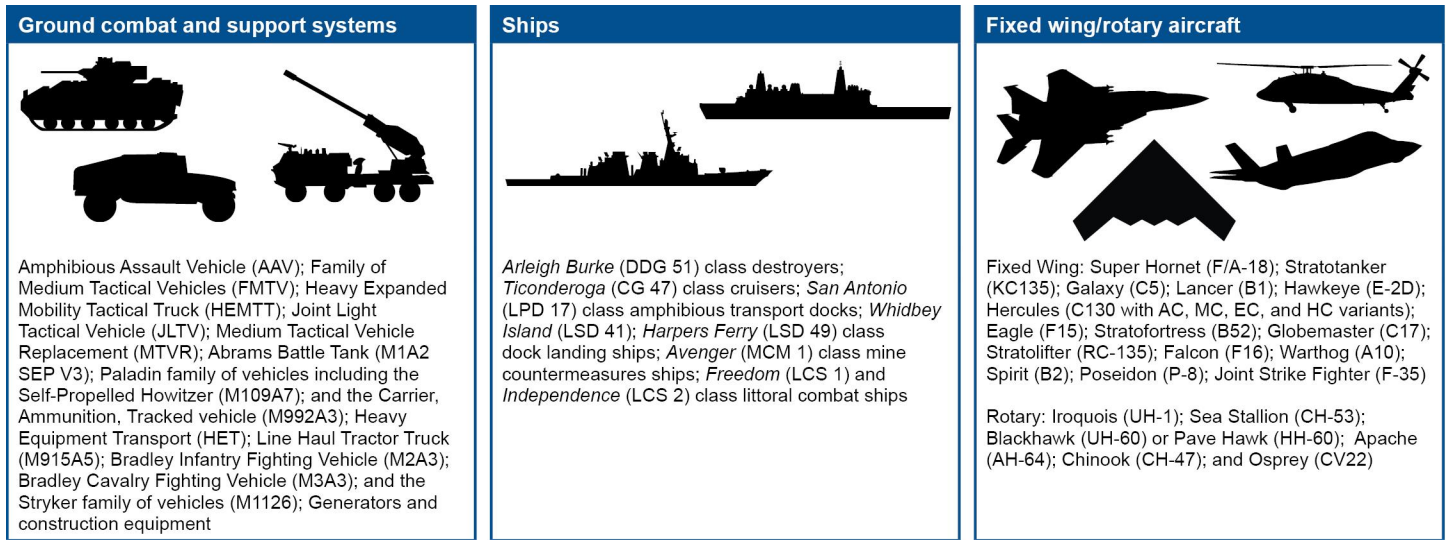 Ground combat and support systems
Amphibious Assault Vehicle (AAV); Family of
Medium Tactical Vehicles (FMTV); Heavy Expanded
Mobility Tactical Truck (HEMTT); Joint Light
Tactical Vehicle (JLTV); Medium Tactical Vehicle
Replacement (MTVR); Abrams Battle Tank (M1A2
SEP V3); Paladin family of vehicles including the
Self-Propelled Howitzer (M109A7); and the Carrier,
Ammunition, Tracked vehicle (M992A3); Heavy
Equipment Transport (HET); Line Haul Tractor Truck
(M915A5); Bradley Infantry Fighting Vehicle (M2A3);
Bradley Cavalry Fighting Vehicle (M3A3); and the
Stryker family of vehicles (M1126); Generators and
construction equipment
Ships
Arleigh Burke (DDG 51) class destroyers;
Ticonderoga (CG 47) class cruisers; San Antonio
(LPD 17) class amphibious transport docks; Whidbey
Island (LSD 41); Harpers Ferry (LSD 49) class
dock landing ships; Avenger (MCM 1) class mine
countermeasures ships; Freedom (LCS 1) and
Independence (LCS 2) class littoral combat ships
Fixed wing/rotary aircraft
Fixed Wing: Super Hornet (F/A-18); Stratotanker
(KC135); Galaxy (C5); Lancer (B1); Hawkeye (E-2D);
Hercules (C130 with AC, MC, EC, and HC variants);
Eagle (F15); Stratofortress (B52); Globemaster (C17);
Stratolifter (RC-135); Falcon (F16); Warthog (A10);
Spirit (B2); Poseidon (P-8); Joint Strike Fighter (F-35)
Rotary: Iroquois (UH-1); Sea Stallion (CH-53);
Blackhawk (UH-60) or Pave Hawk (HH-60); Apache
(AH-64); Chinook (CH-47); and Osprey (CV22)